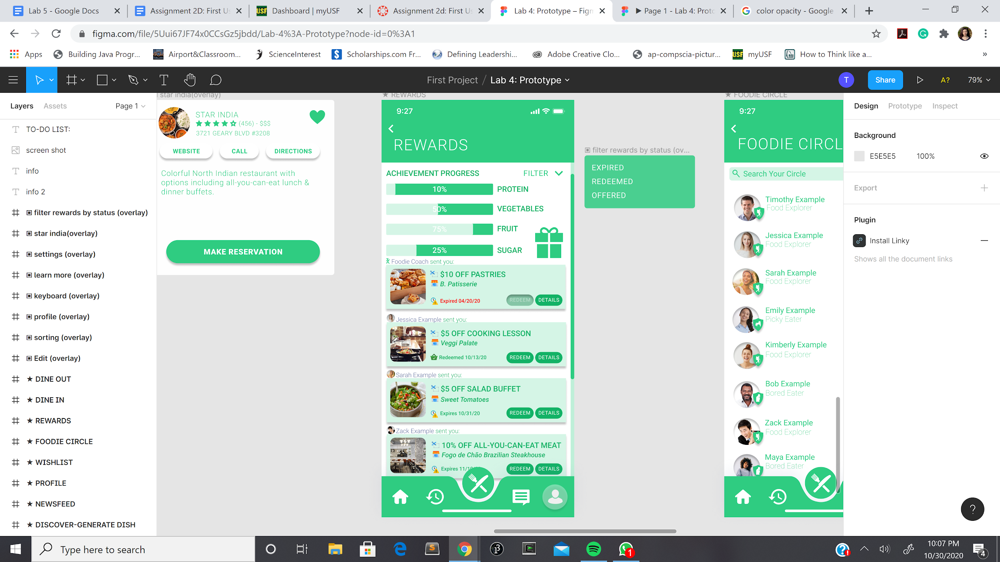 Lab 5 - Google Docs
Assignment 2D: First Us
Dashboard | myUSF
Assignment 2d: First Us
Lab 4: Prototype – Figm
Page 1 - Lab 4: Proto
color opacity - Google
figma.com/file/5Uui67JF74x0CCsGz5jbdd/Lab-4%3A-Prototype?node-id=0%3A1
Apps
Building Java Progr...
Airport&Classroom...
ScienceInterest
Scholarships.com Fr...
Defining Leadershi...
Adobe Creative Clo...
ap-compscia-pictur...
myUSF
How to Think like a...
First Project / Lab 4: Prototype
T
Share
A?
79%
Layers
Assets
Page 1
TO-DO LIST:
screen shot
info
info 2
filter rewards by status (overlay)
star india(overlay)
settings (overlay)
learn more (overlay)
keyboard (overlay)
profile (overlay)
sorting (overlay)
Edit (overlay)
★ DINE OUT
★ DINE IN
★ REWARDS
★ FOODIE CIRCLE
★ WISHLIST
★ PROFILE
★ NEWSFEED
★ DISCOVER-GENERATE DISH
star india(overlay)
STAR INDIA
(456) - $$$
3721 GEARY BLVD #3208
WEBSITE
CALL
DIRECTIONS
Colorful North Indian restaurant with
options including all-you-can-eat lunch &
dinner buffets.
MAKE RESERVATION
★ REWARDS
9:27
REWARDS
ACHIEVEMENT PROGRESS
FILTER
10% PROTEIN
50% VEGETABLES
75% FRUIT
25% SUGAR
Foodie Coach sent you:
$10 OFF PASTRIES
B. Patisserie
Expired 04/20/20
REDEEM
DETAILS
Jessica Example sent you:
$5 OFF COOKING LESSON
Veggi Palate
Redeemed 10/13/20
REDEEM
DETAILS
Sarah Example sent you:
$5 OFF SALAD BUFFET
Sweet Tomatoes
Expires 10/31/20
REDEEM
DETAILS
Zack Example sent you:
10% OFF ALL-YOU-CAN-EAT MEAT
Fogo de Chão Brazilian Steakhouse
Expires
REDEEM
DETAILS
filter rewards by status (ov...
EXPIRED
REDEEMED
OFFERED
★ FOODIE CIRCLE
9:27
FOODIE CIRCL
Search Your Circle
Timothy Example
Food Explorer
Jessica Example
Food Explorer
Sarah Example
Food Explorer
Emily Example
Picky Eater
Kimberly Example
Food Explorer
Bob Example
Bored Eater
Zack Example
Food Explorer
Maya Example
Bored Eater
Design
Prototype
Inspect
Background
E5E5E5
100%
Export
Plugin
Install Linky
Shows all the document links
?
Type here to search
1
10:07 PM
10/30/2020
4